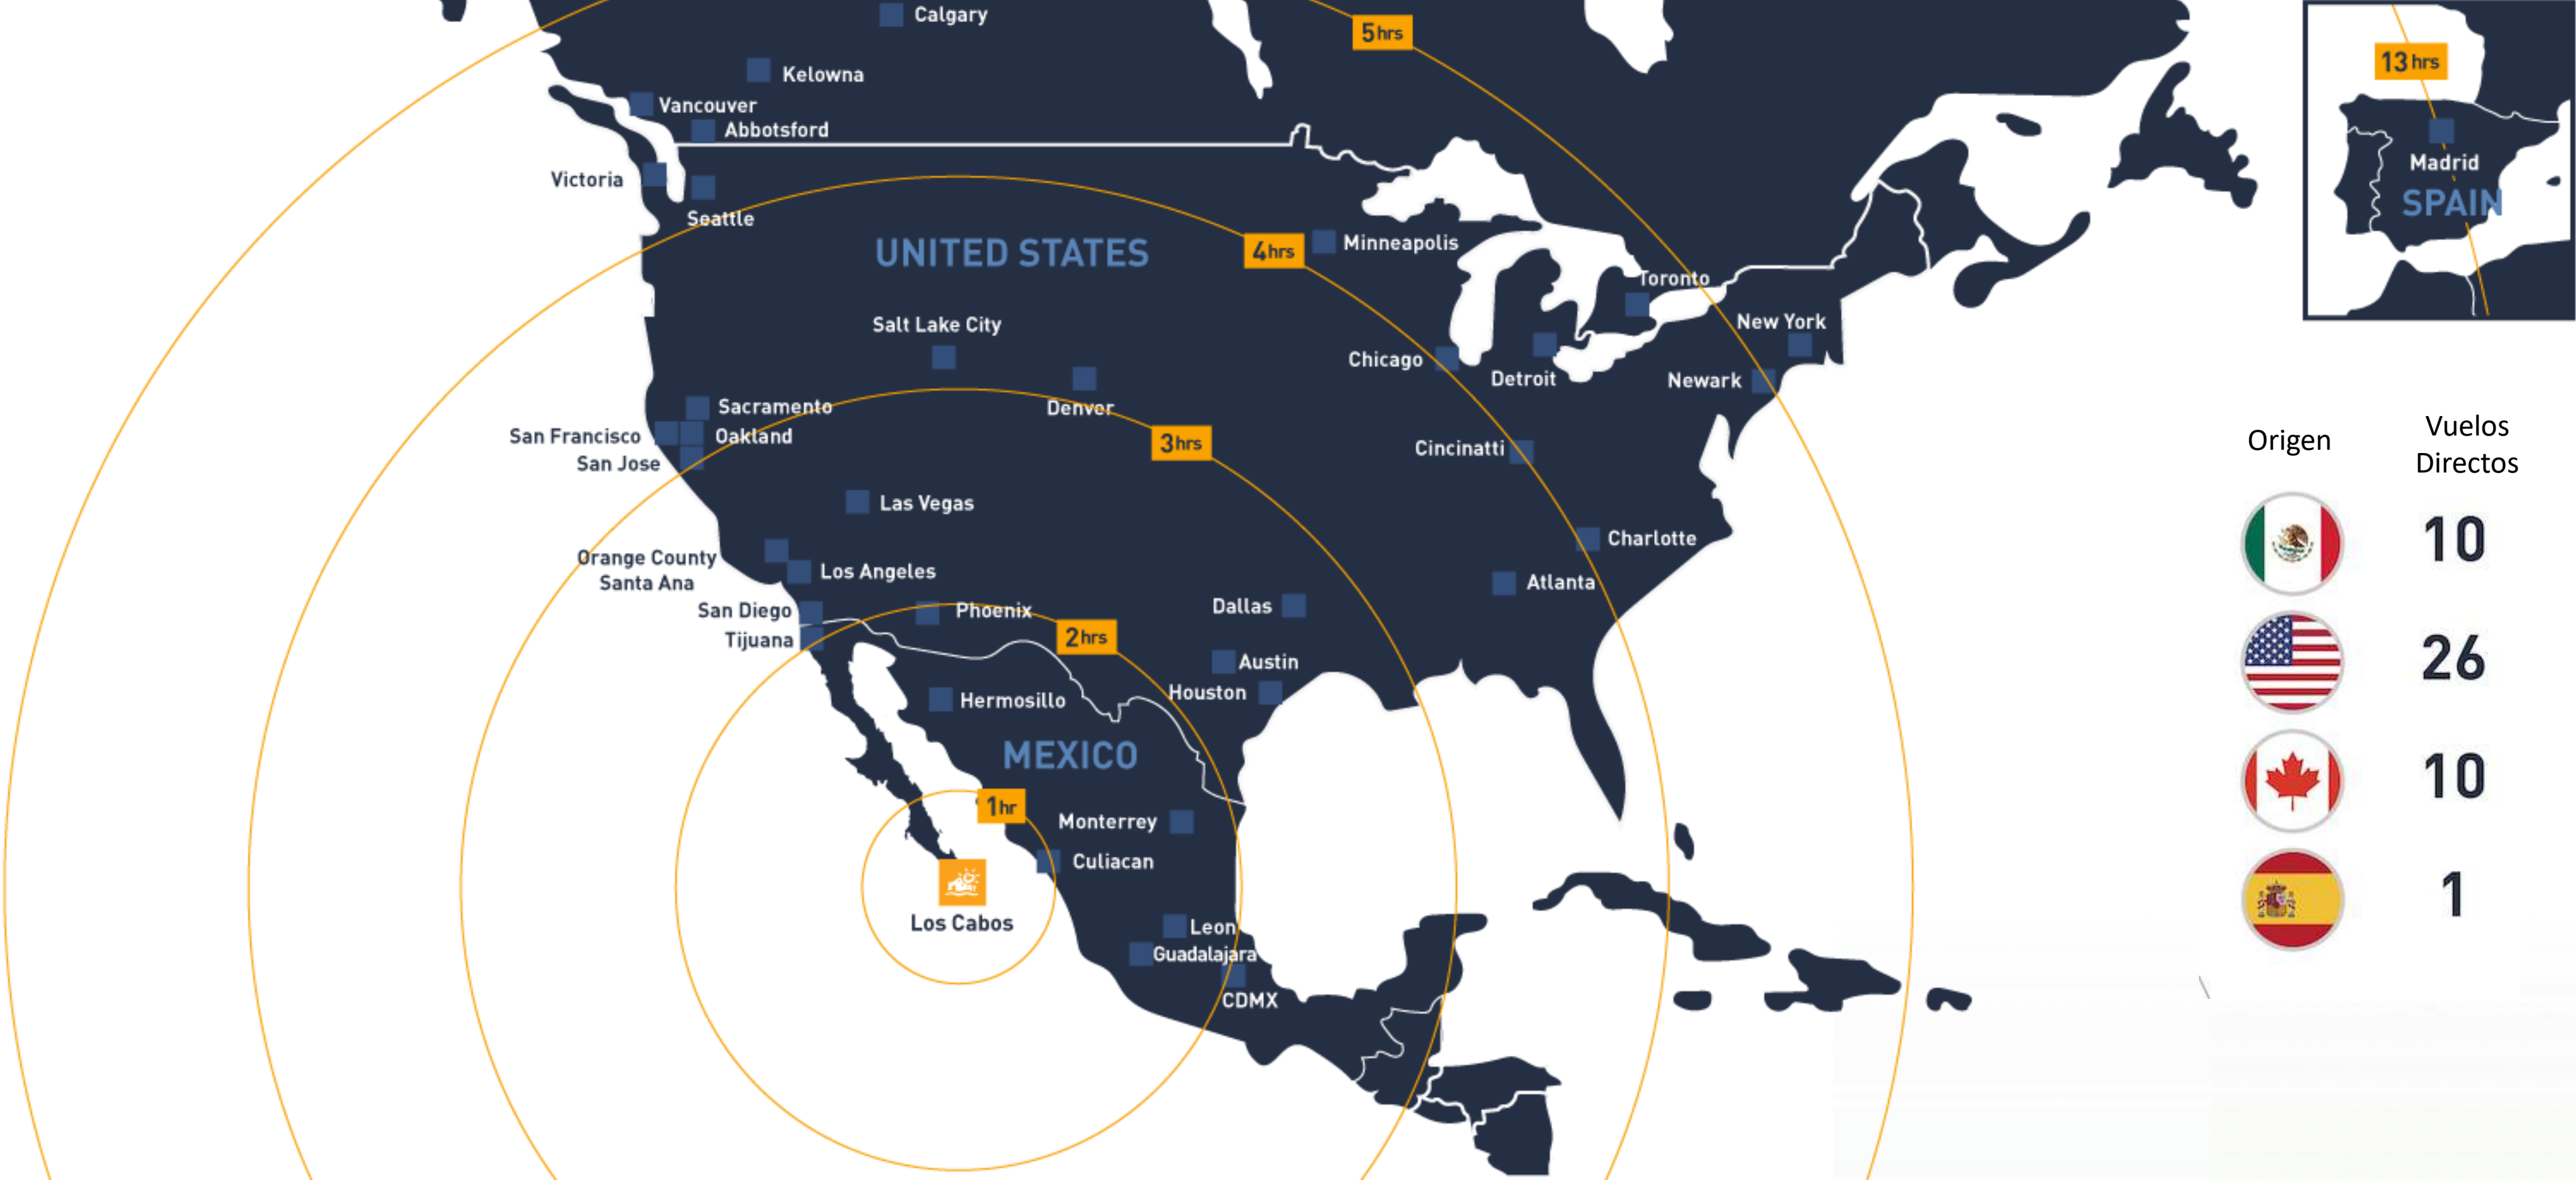 Calgary
5hrs
13 hrs
Kelowna
Vancouver
Abbotsford
Madrid
Victoria
SPAIN
Seattle
UNITED STATES
4hrs
Minneapolis
Toronto
New York
Salt Lake City
Chicago
Detroit
Newark
Denver
Sacramento
San Francisco
Oakland
San Jose
3hrs
Cincinatti
Origen
Vuelos
Directos
Las Vegas
Charlotte
10
Orange County
Santa Ana
Los Angeles
Atlanta
San Diego
Phoenix
Dallas
Tijuana
2hrs
Austin
26
Houston
Hermosillo
MEXICO
10
1hr
Monterrey
Culiacan
1
Los Cabos
Leon
Guadalajara
CDMX